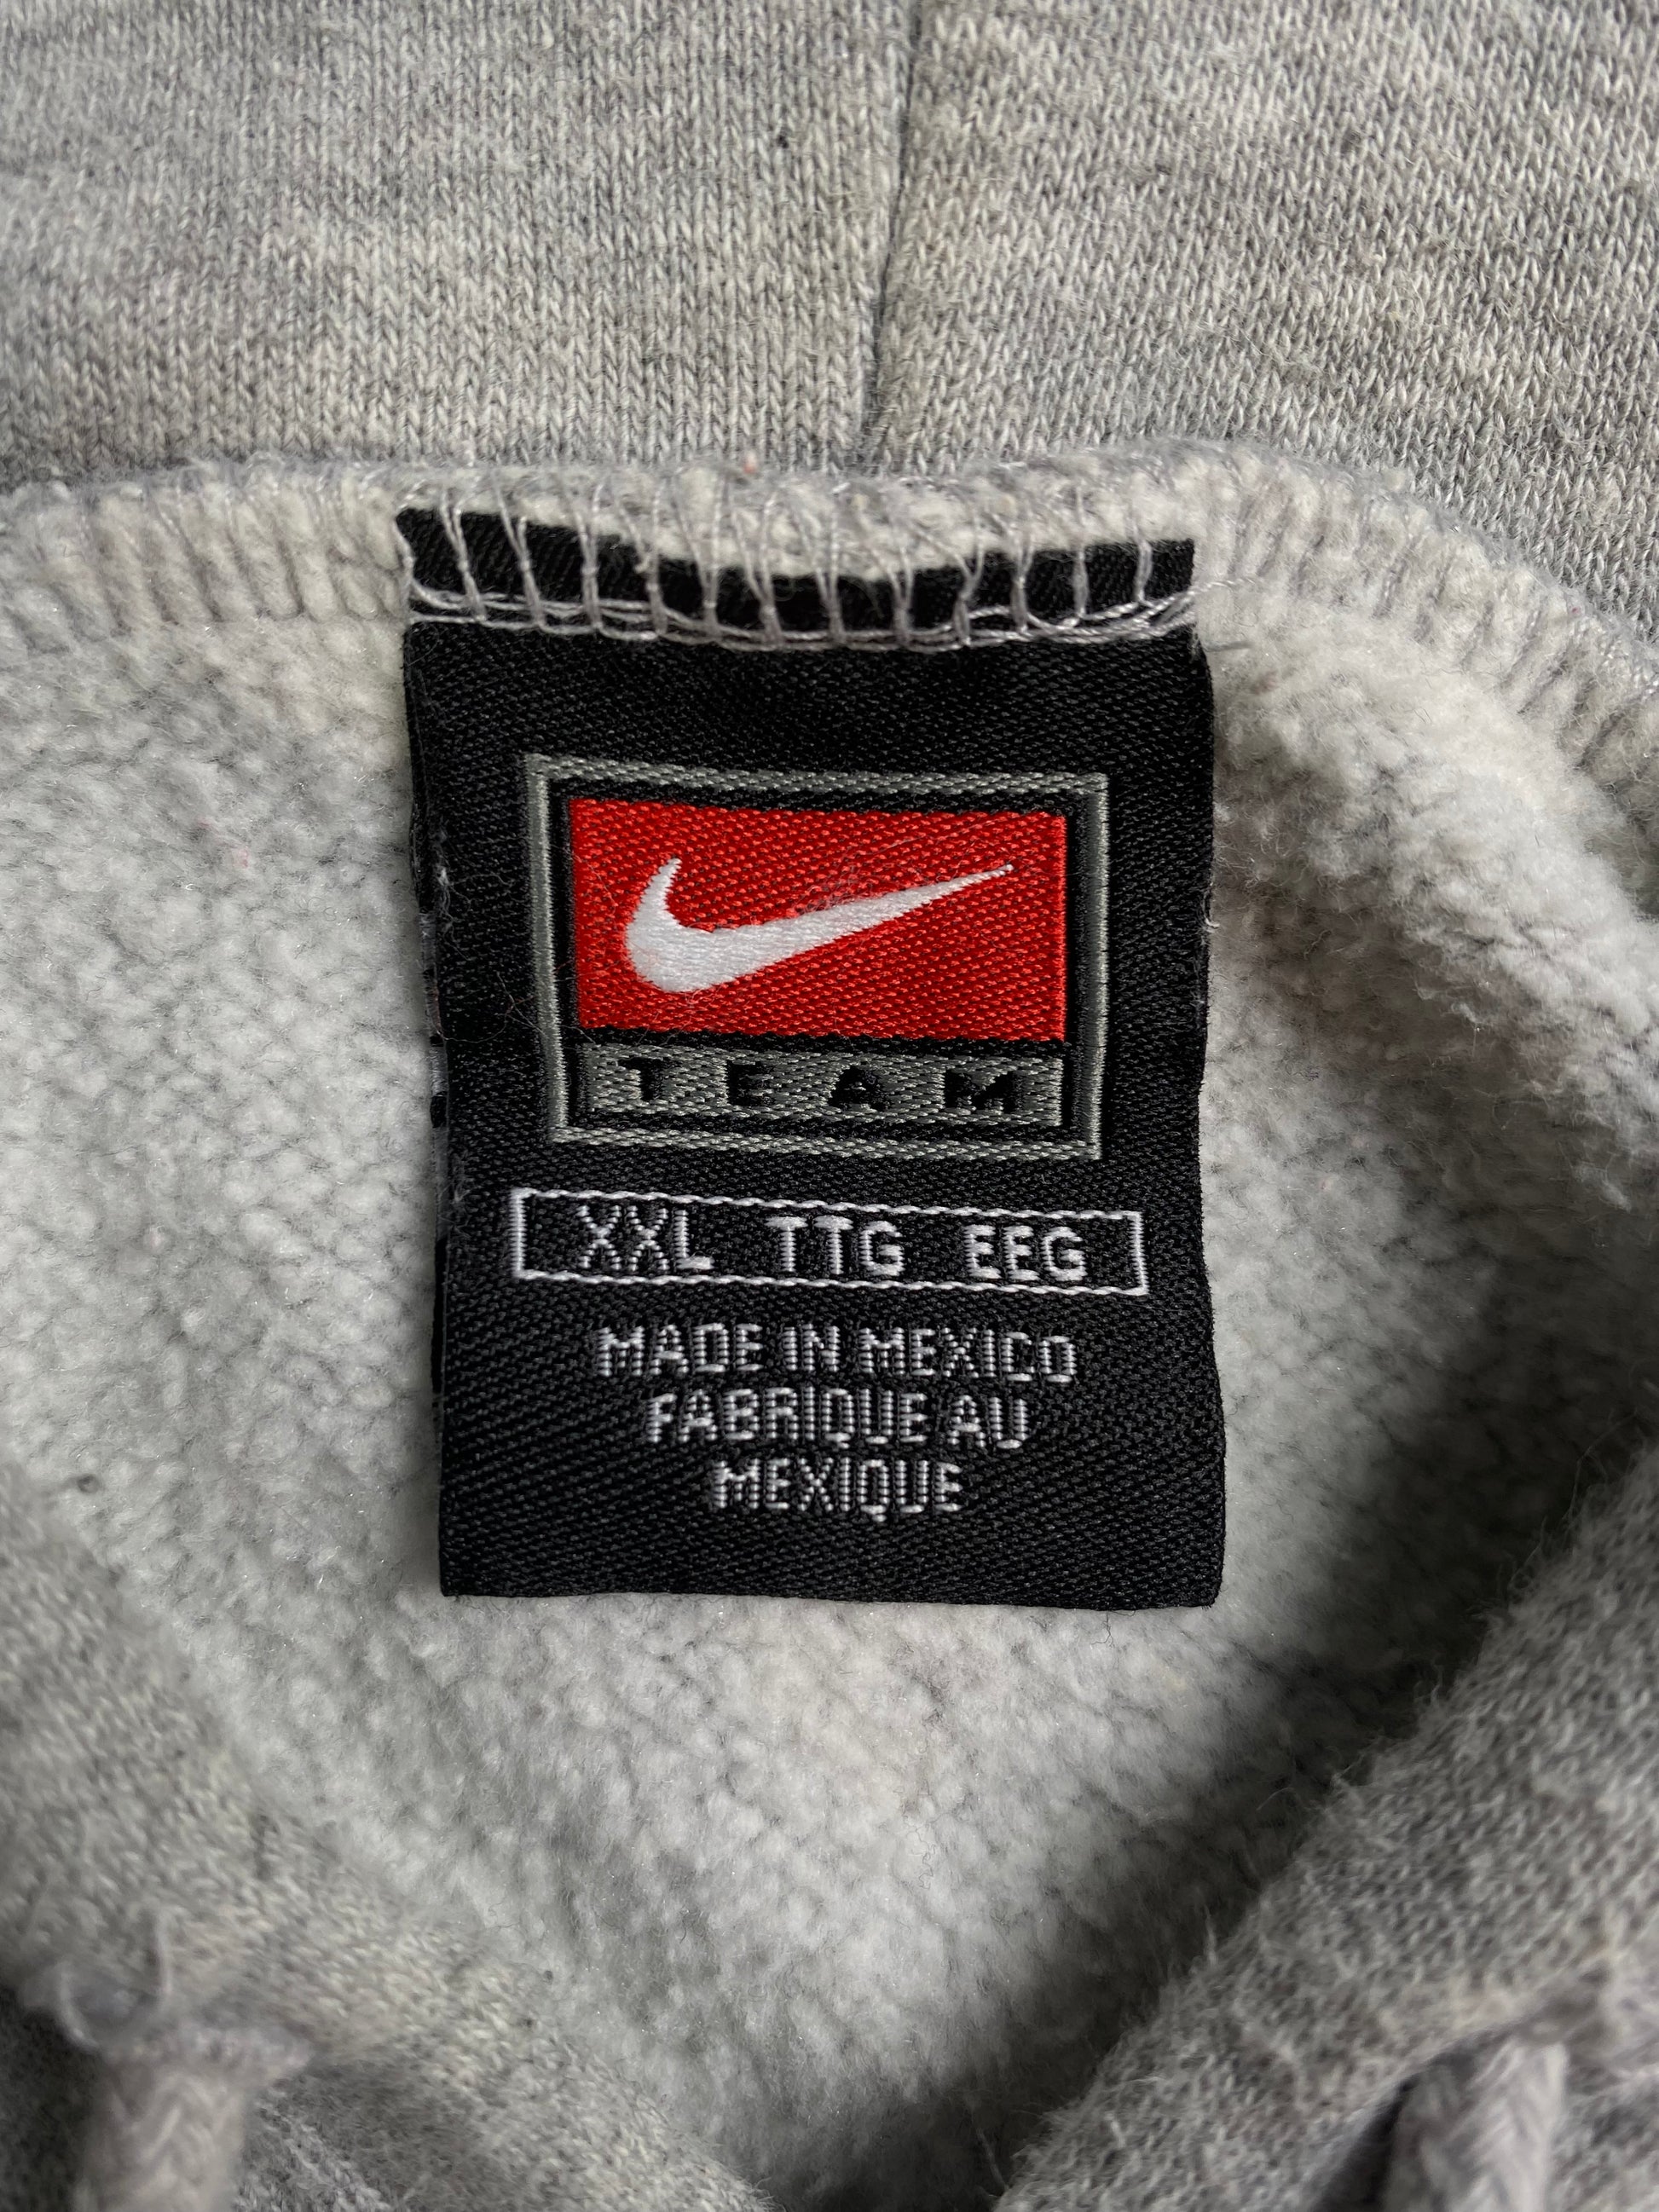 TEAM
XXL TTG EEG
MADE IN MEXICO
FABRIQUE AU
MEXIQUE